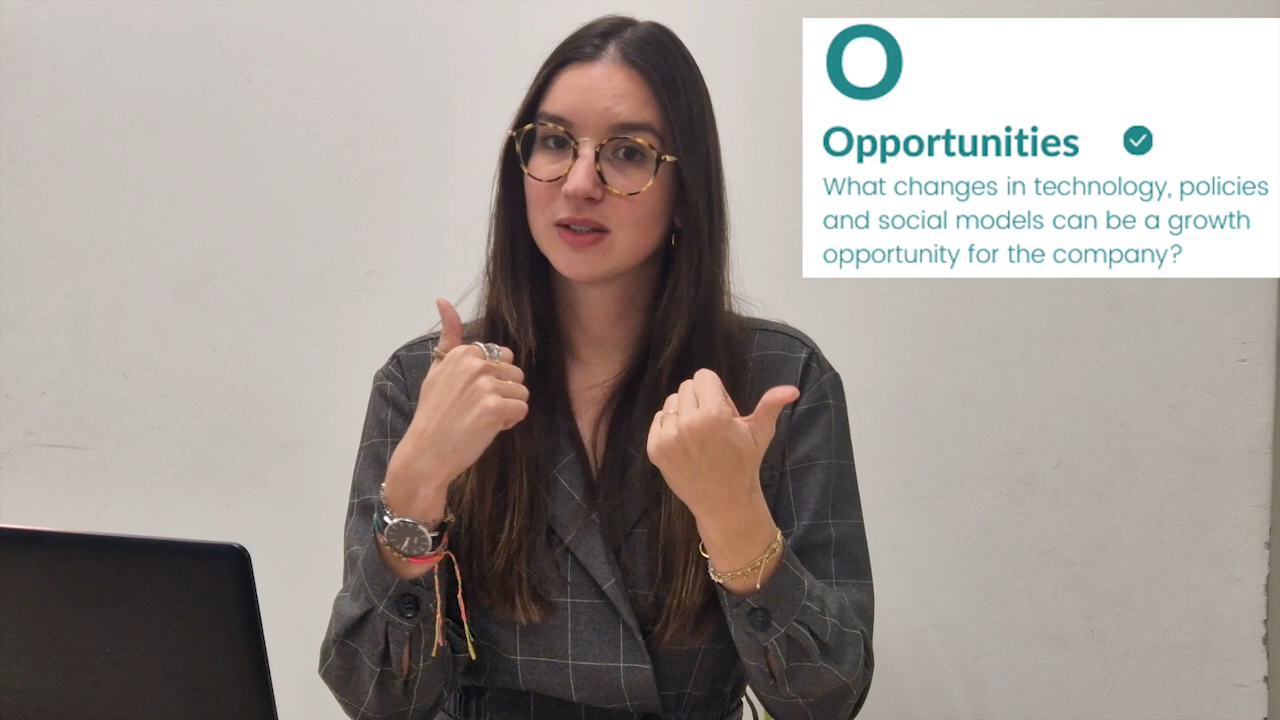 O
Opportunities
What changes in technology, policies
and social models can be a growth
opportunity for the company?